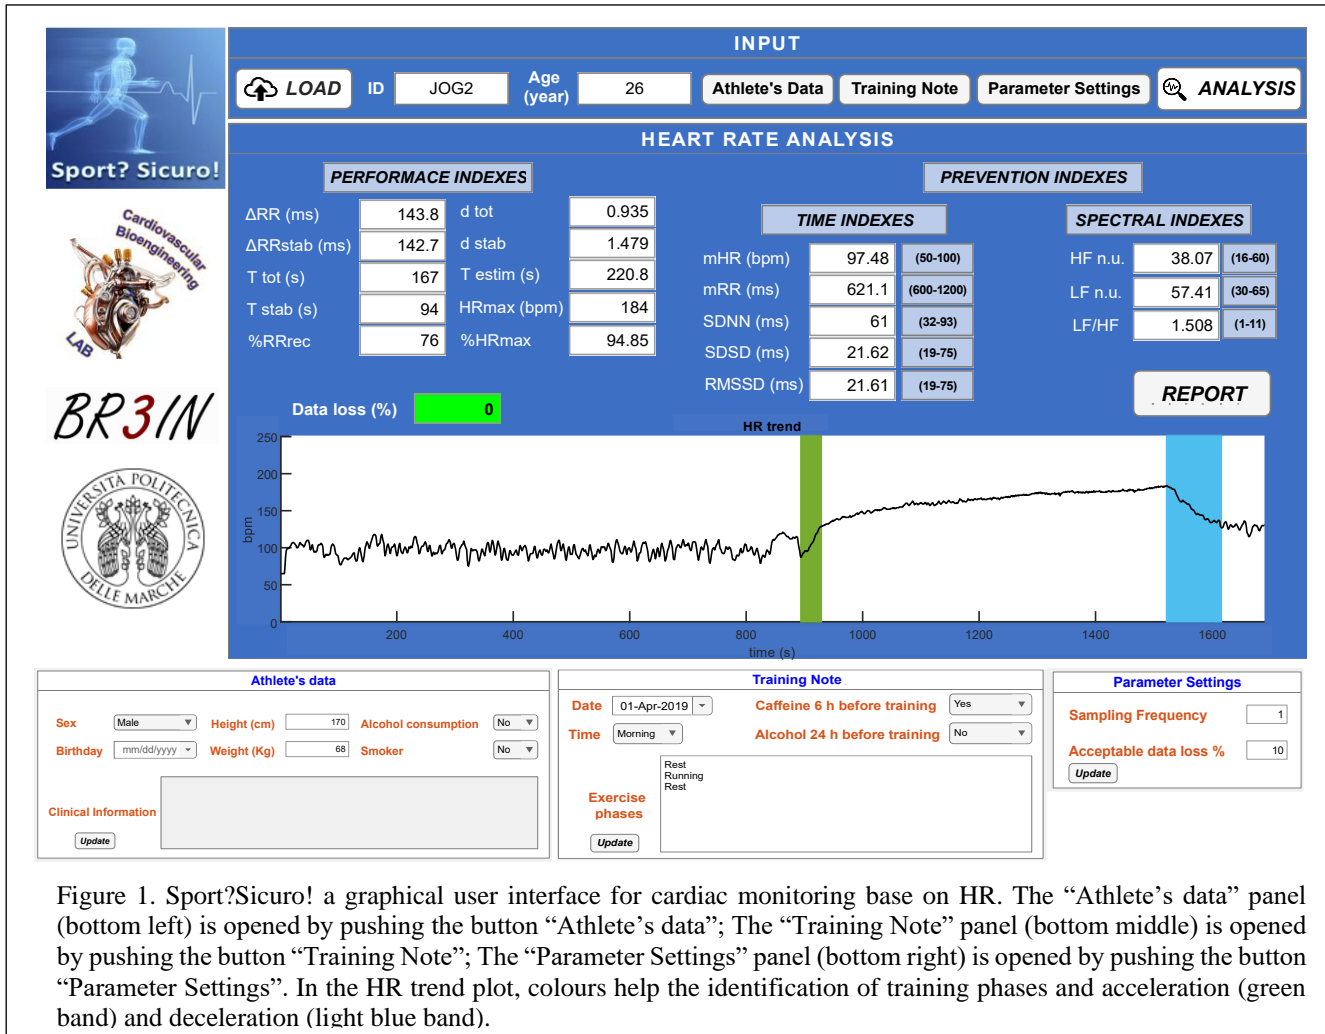 INPUT
LOAD ID JOG2 Age (year) 26 Athlete's Data Training Note Parameter Settings ANALYSIS
Sport? Sicuro!
HEART RATE ANALYSIS
PERFORMACE INDEXES
PREVENTION INDEXES
ΔRR (ms) 143.8 d tot 0.935
ΔRRstab (ms) 142.7 d stab 1.479
T tot (s) 167 T estim (s) 220.8
T stab (s) 94 HRmax (bpm) 184
%RRrec 76 %HRmax 94.85
TIME INDEXES
mHR (bpm) 97.48 (50-100)
mRR (ms) 621.1 (600-1200)
SDNN (ms) 61 (32-93)
SDSD (ms) 21.62 (19-75)
RMSSD (ms) 21.61 (19-75)
SPECTRAL INDEXES
HF n.u. 38.07 (16-60)
LF n.u. 57.41 (30-65)
LF/HF 1.508 (1-11)
REPORT
Data loss (%) 0
Cardiovascular
Bioengineering
LAB
BR3IN
UNIVERSITÀ POLITECNICA
DELLE MARCHE
HR trend
250
200
150
100
50
0
bpm
200 400 600 800 1000 1200 1400 1600
time (s)
Athlete's data
Sex Male Height (cm) 170 Alcohol consumption No
Birthday mm/dd/yyyy Weight (Kg) 68 Smoker No
Clinical Information
Update
Training Note
Date 01-Apr-2019 Caffeine 6 h before training Yes
Time Morning Alcohol 24 h before training No
Exercise
phases
Rest
Running
Rest
Update
Parameter Settings
Sampling Frequency 1
Acceptable data loss % 10
Update
Figure 1. Sport?Sicuro! a graphical user interface for cardiac monitoring base on HR. The “Athlete’s data” panel
(bottom left) is opened by pushing the button “Athlete’s data”; The “Training Note” panel (bottom middle) is opened
by pushing the button “Training Note”; The “Parameter Settings” panel (bottom right) is opened by pushing the button
“Parameter Settings”. In the HR trend plot, colours help the identification of training phases and acceleration (green
band) and deceleration (light blue band).